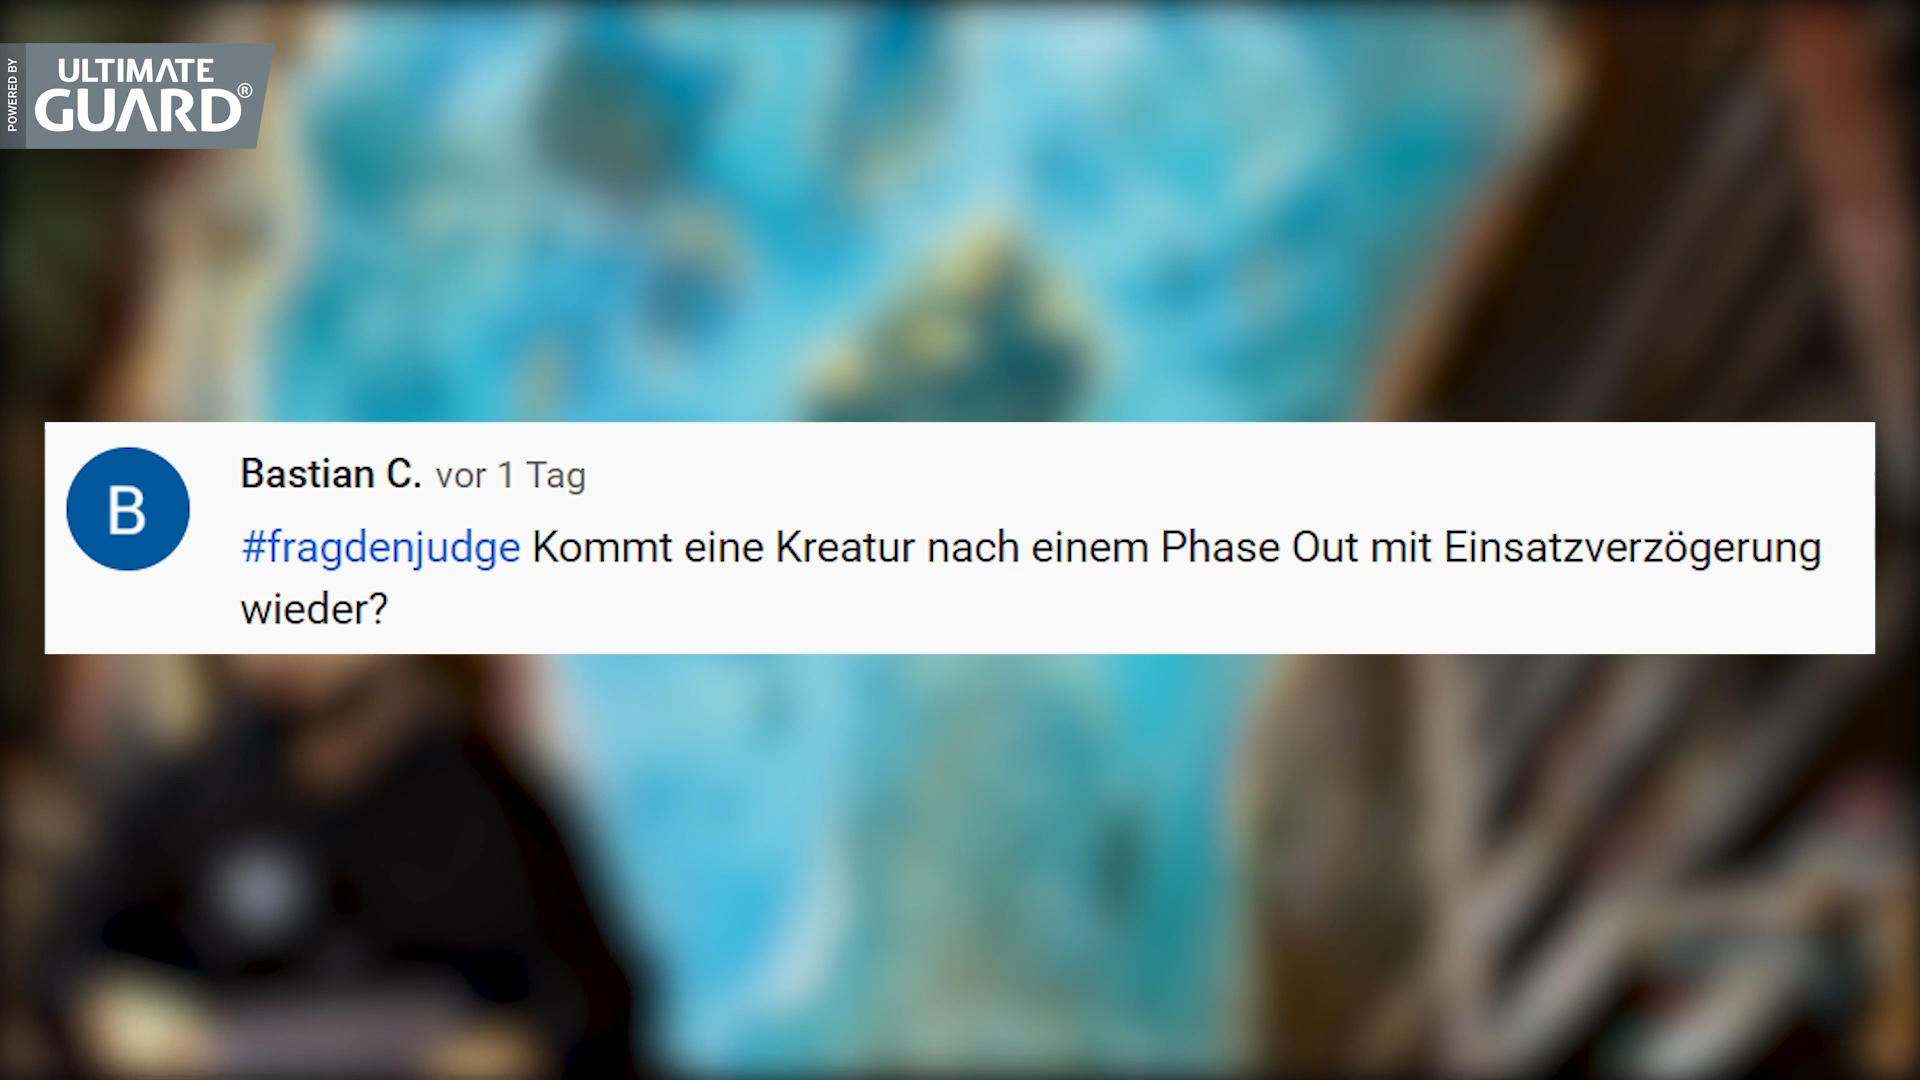 POWERED BY
ULTIMATE
GUARD®
B
Bastian C. vor 1 Tag
#fragdenjudge Kommt eine Kreatur nach einem Phase Out mit Einsatzverzögerung
wieder?